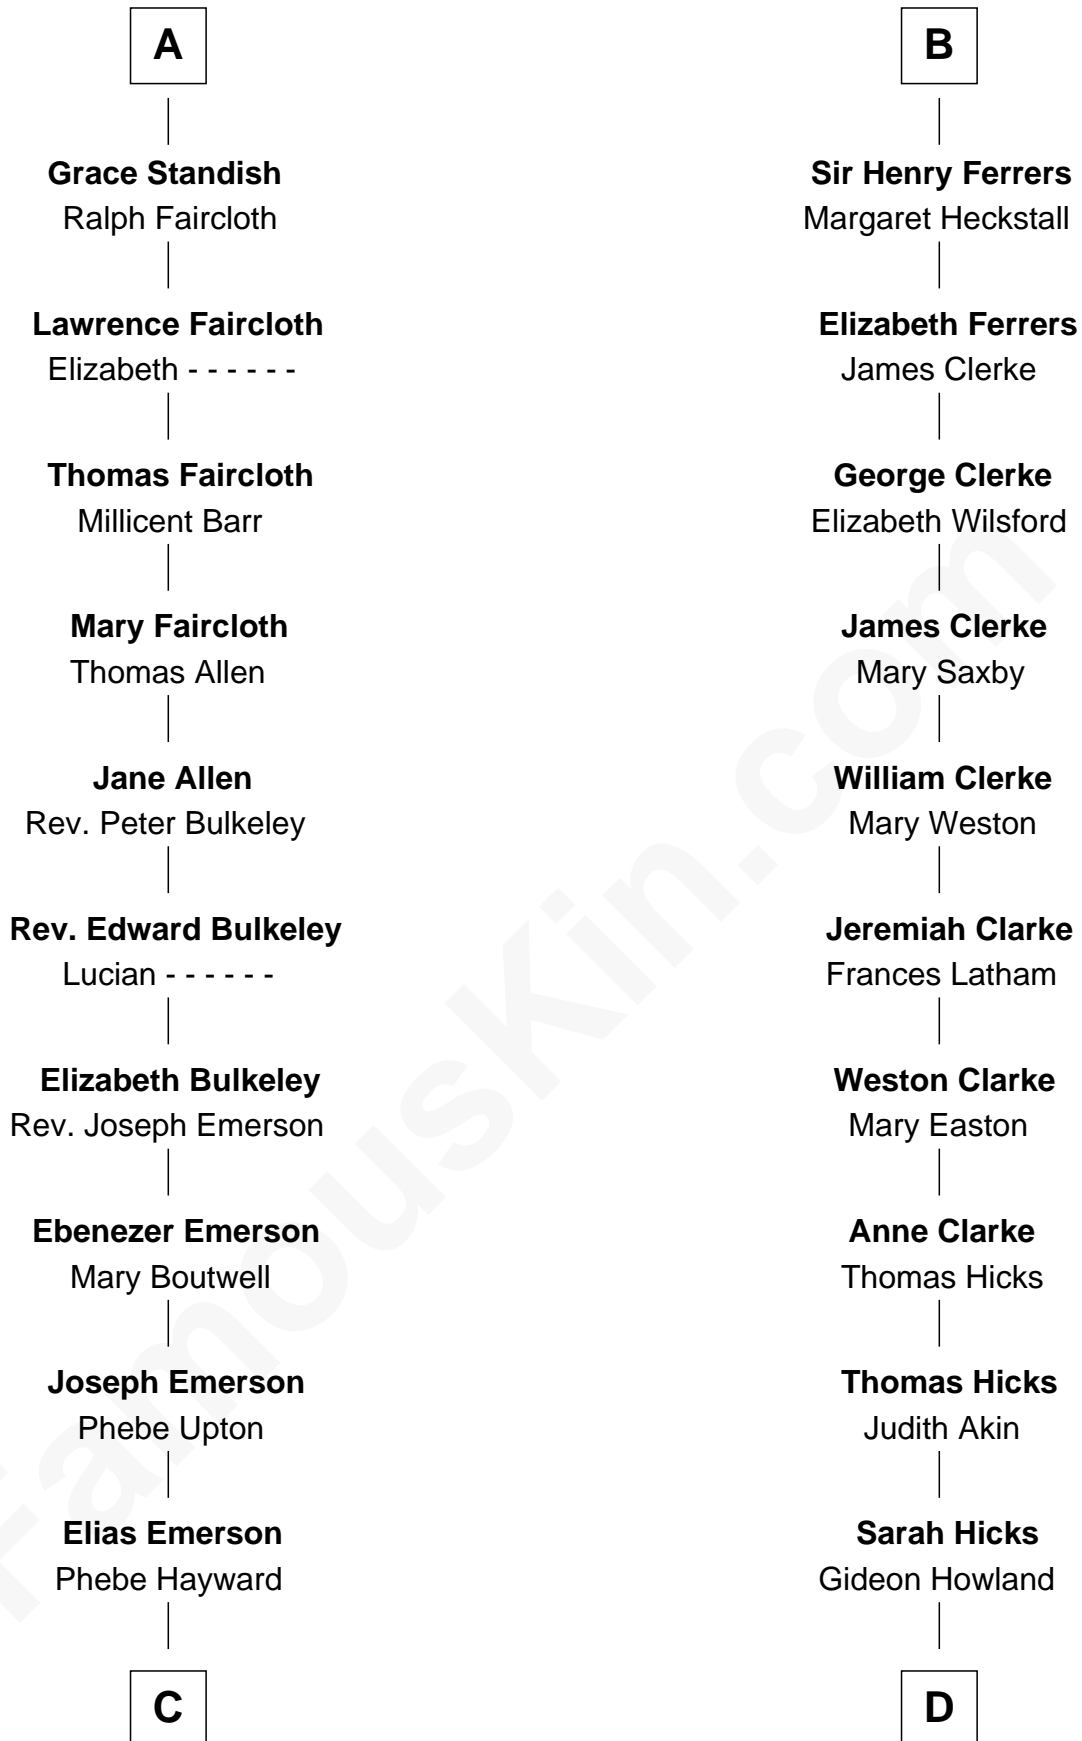 A
Grace Standish
Ralph Faircloth
Lawrence Faircloth
Elizabeth - - - - - -
Thomas Faircloth
Millicent Barr
Mary Faircloth
Thomas Allen
Jane Allen
Rev. Peter Bulkeley
Rev. Edward Bulkeley
Lucian - - - - - -
Elizabeth Bulkeley
Rev. Joseph Emerson
Ebenezer Emerson
Mary Boutwell
Joseph Emerson
Phebe Upton
Elias Emerson
Phebe Hayward
C
B
Sir Henry Ferrers
Margaret Heckstall
Elizabeth Ferrers
James Clerke
George Clerke
Elizabeth Wilsford
James Clerke
Mary Saxby
William Clerke
Mary Weston
Jeremiah Clarke
Frances Latham
Weston Clarke
Mary Easton
Anne Clarke
Thomas Hicks
Thomas Hicks
Judith Akin
Sarah Hicks
Gideon Howland
D
FamousKin.com